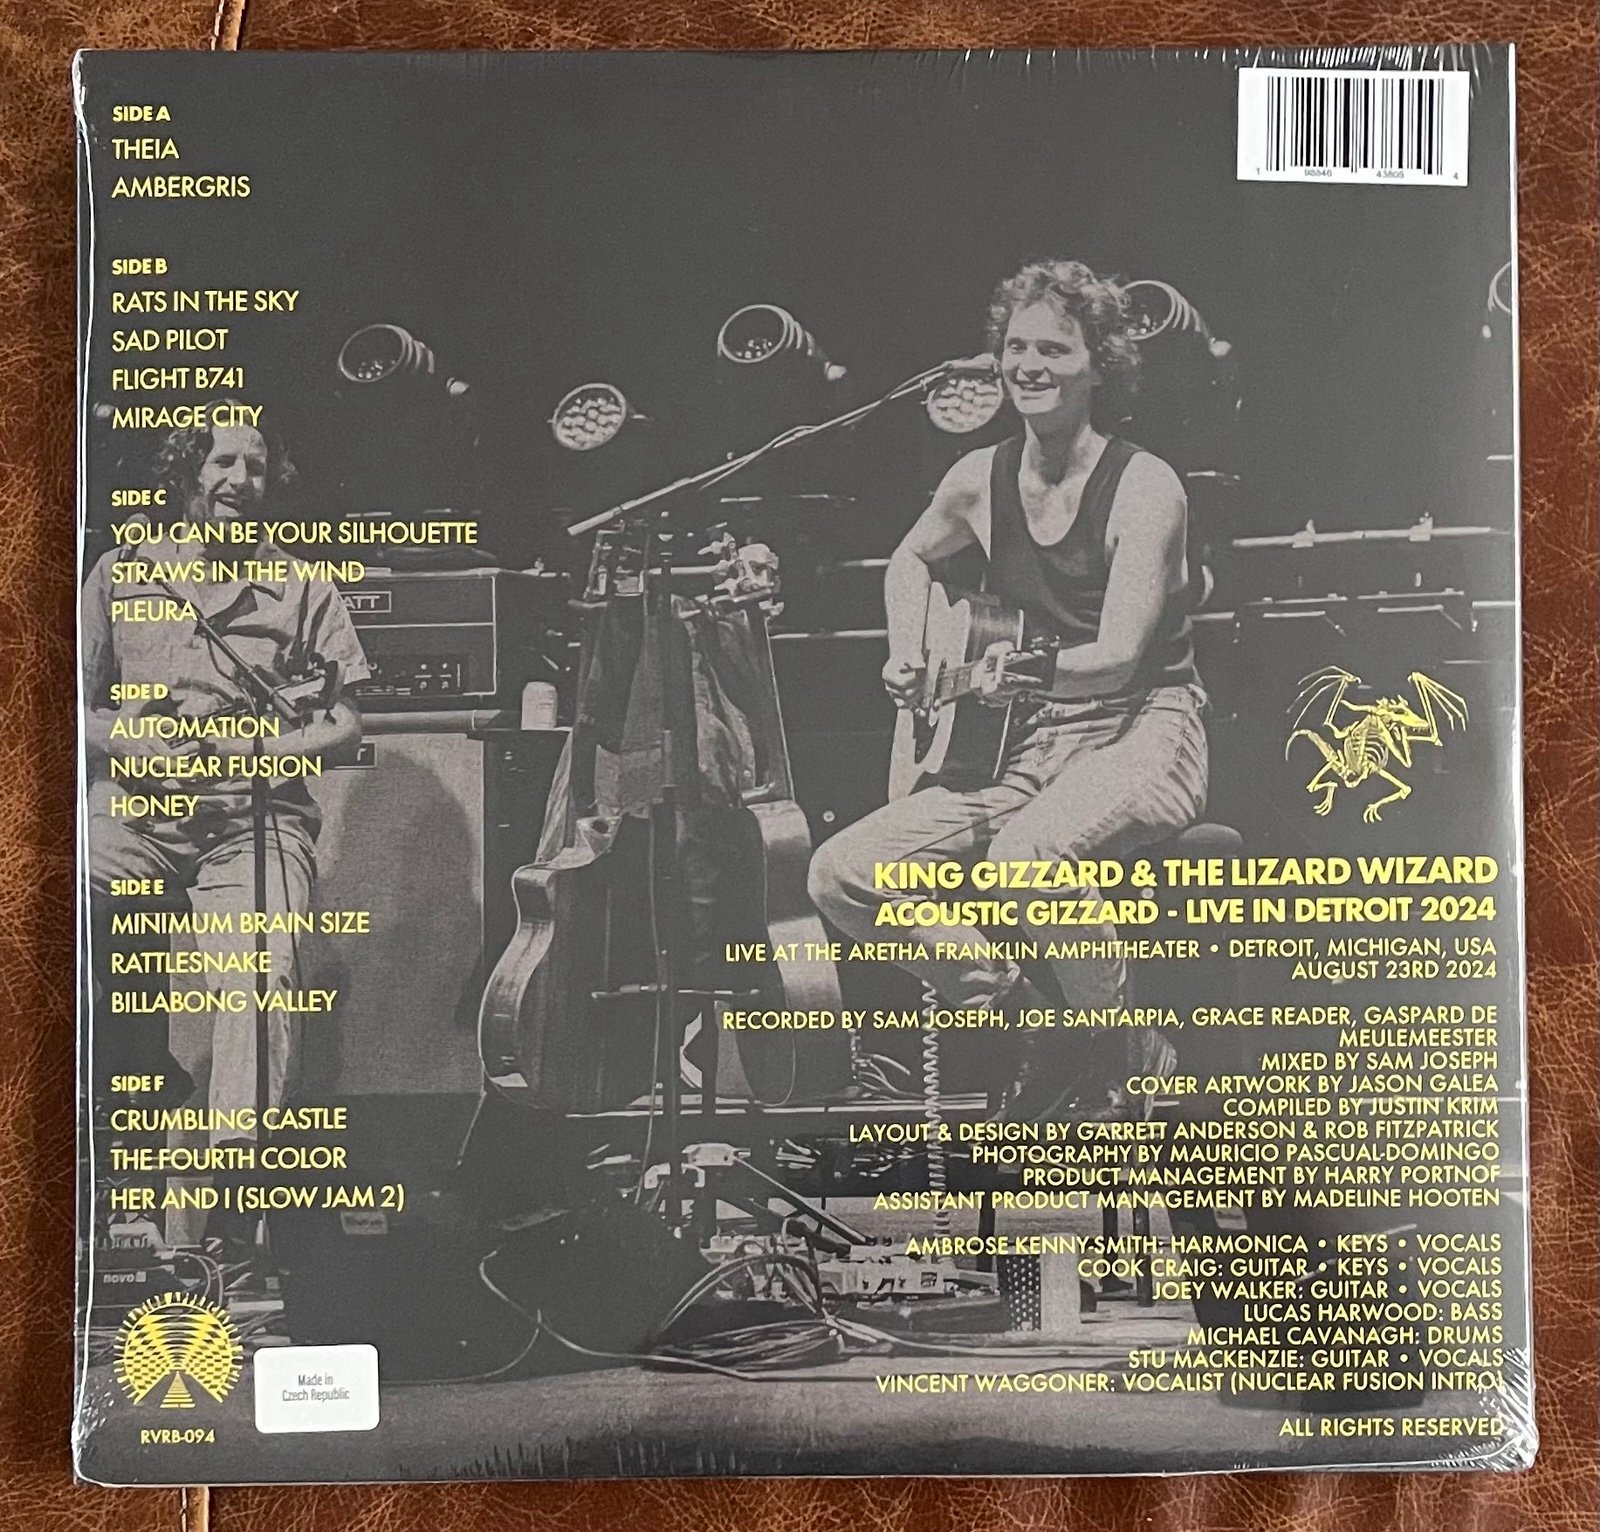 SIDE A
THEIA
AMBERGRIS
SIDE B
RATS IN THE SKY
SAD PILOT
FLIGHT B741
MIRAGE CITY
SIDE C
YOU CAN BE YOUR SILHOUETTE
STRAWS IN THE WIND
PLEURA
SIDE D
AUTOMATION
NUCLEAR FUSION
HONEY
SIDE E
MINIMUM BRAIN SIZE
RATTLESNAKE
BILLABONG VALLEY
SIDE F
CRUMBLING CASTLE
THE FOURTH COLOR
HER AND I (SLOW JAM 2)
novo
RVRB-094
Made in
Czech Republic
1 98846 43805 4
KING GIZZARD & THE LIZARD WIZARD
ACOUSTIC GIZZARD - LIVE IN DETROIT 2024
LIVE AT THE ARETHA FRANKLIN AMPHITHEATER • DETROIT, MICHIGAN, USA
AUGUST 23RD 2024
RECORDED BY SAM JOSEPH, JOE SANTARPIA, GRACE READER, GASPARD DE
MEULEMEESTER
MIXED BY SAM JOSEPH
COVER ARTWORK BY JASON GALEA
COMPILED BY JUSTIN KRIM
LAYOUT & DESIGN BY GARRETT ANDERSON & ROB FITZPATRICK
PHOTOGRAPHY BY MAURICIO PASCUAL-DOMINGO
PRODUCT MANAGEMENT BY HARRY PORTNOF
ASSISTANT PRODUCT MANAGEMENT BY MADELINE HOOTEN
AMBROSE KENNY-SMITH: HARMONICA • KEYS • VOCALS
COOK CRAIG: GUITAR • KEYS • VOCALS
JOEY WALKER: GUITAR • VOCALS
LUCAS HARWOOD: BASS
MICHAEL CAVANAGH: DRUMS
STU MACKENZIE: GUITAR • VOCALS
VINCENT WAGGONER: VOCALIST (NUCLEAR FUSION INTRO)
ALL RIGHTS RESERVED